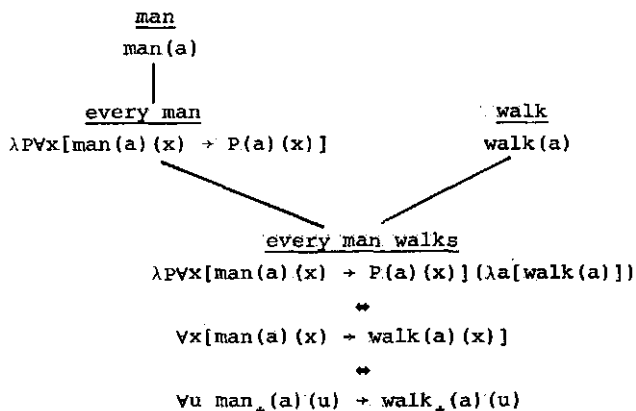 man
man(a)
every man
walk
λP∀x[man(a)(x) → P(a)(x)]
walk(a)
every man walks
λP∀x[man(a)(x) → P(a)(x)](λa[walk(a)])
⇔
∀x[man(a)(x) → walk(a)(x)]
⇔
∀u man₊(a)(u) → walk₊(a)(u)